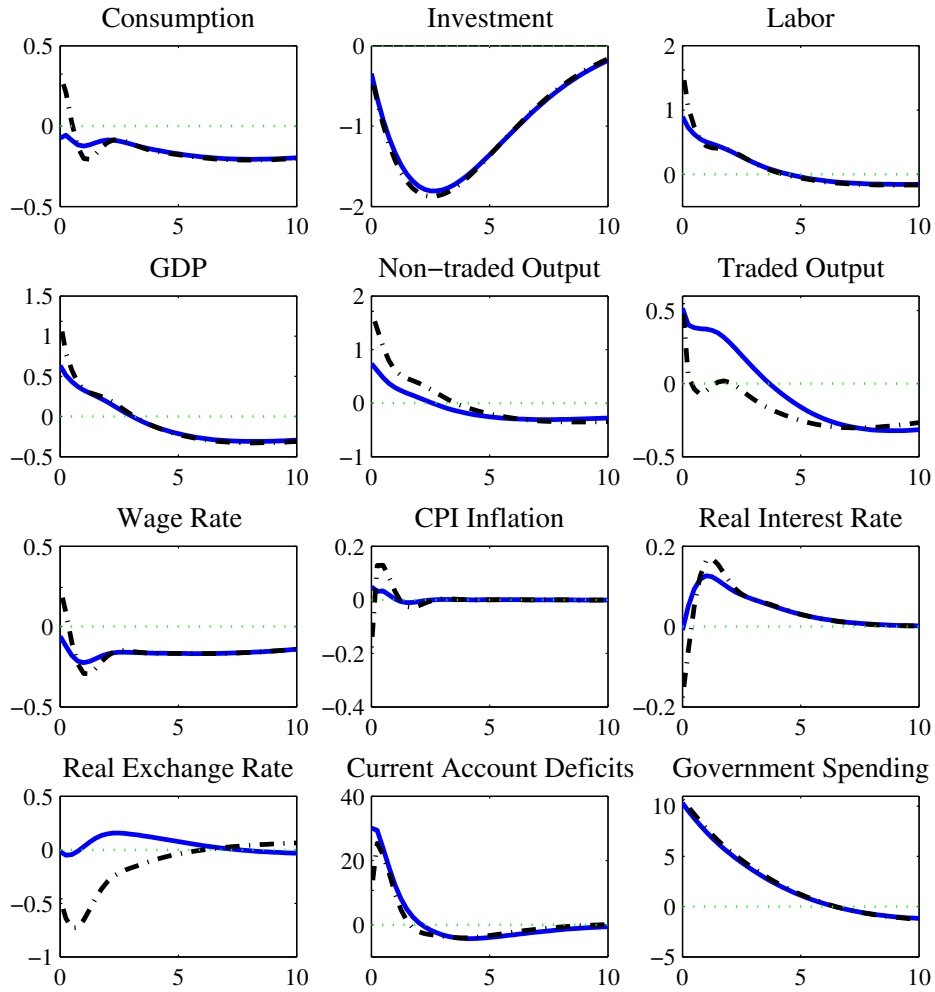 Consumption Investment Labor
0.5 0 2
0 −1 1
0
−0.5 −2
0 5 10 0 5 10 0 5 10
GDP Non−traded Output Traded Output
1.5 2
1 0.5
1
0.5
0 0 0
−0.5 −1 −0.5
0 5 10 0 5 10 0 5 10
Wage Rate CPI Inflation Real Interest Rate
0.5 0.2 0.2
0 0 0
−0.2
−0.5 −0.4 0.2
0 5 10 0 5 10 0 5 10
Real Exchange Rate Current Account Deficits Government Spending
0.5 40
10
0 20 5
0.5 0 0
−1 −5
0 5 10 0 5 10 0 5 10